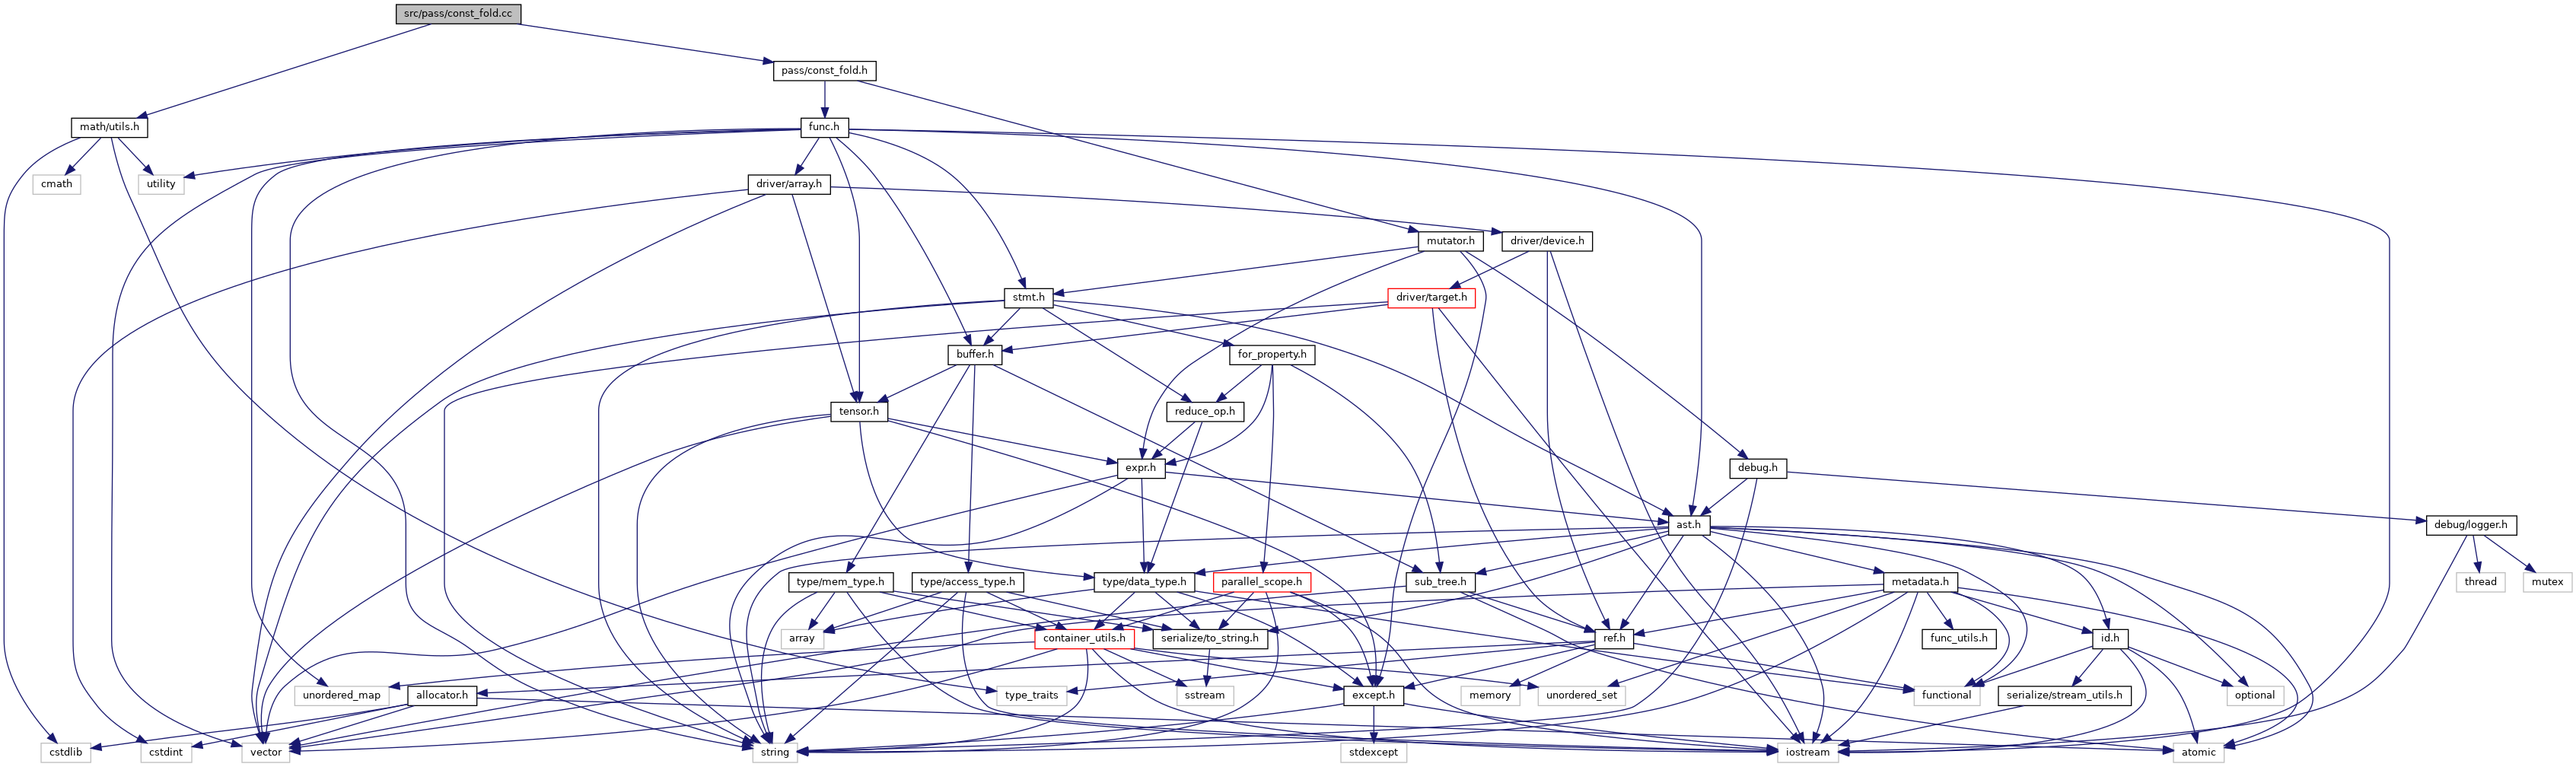 src/pass/const_fold.cc
pass/const_fold.h
math/utils.h
func.h
cmath
utility
driver/array.h
mutator.h
driver/device.h
stmt.h
driver/target.h
buffer.h
for_property.h
tensor.h
reduce_op.h
expr.h
debug.h
ast.h
debug/logger.h
type/mem_type.h
type/access_type.h
type/data_type.h
parallel_scope.h
sub_tree.h
metadata.h
thread
mutex
array
container_utils.h
serialize/to_string.h
ref.h
func_utils.h
id.h
unordered_map
allocator.h
type_traits
sstream
except.h
memory
unordered_set
functional
serialize/stream_utils.h
optional
cstdlib
cstdint
vector
string
stdexcept
iostream
atomic